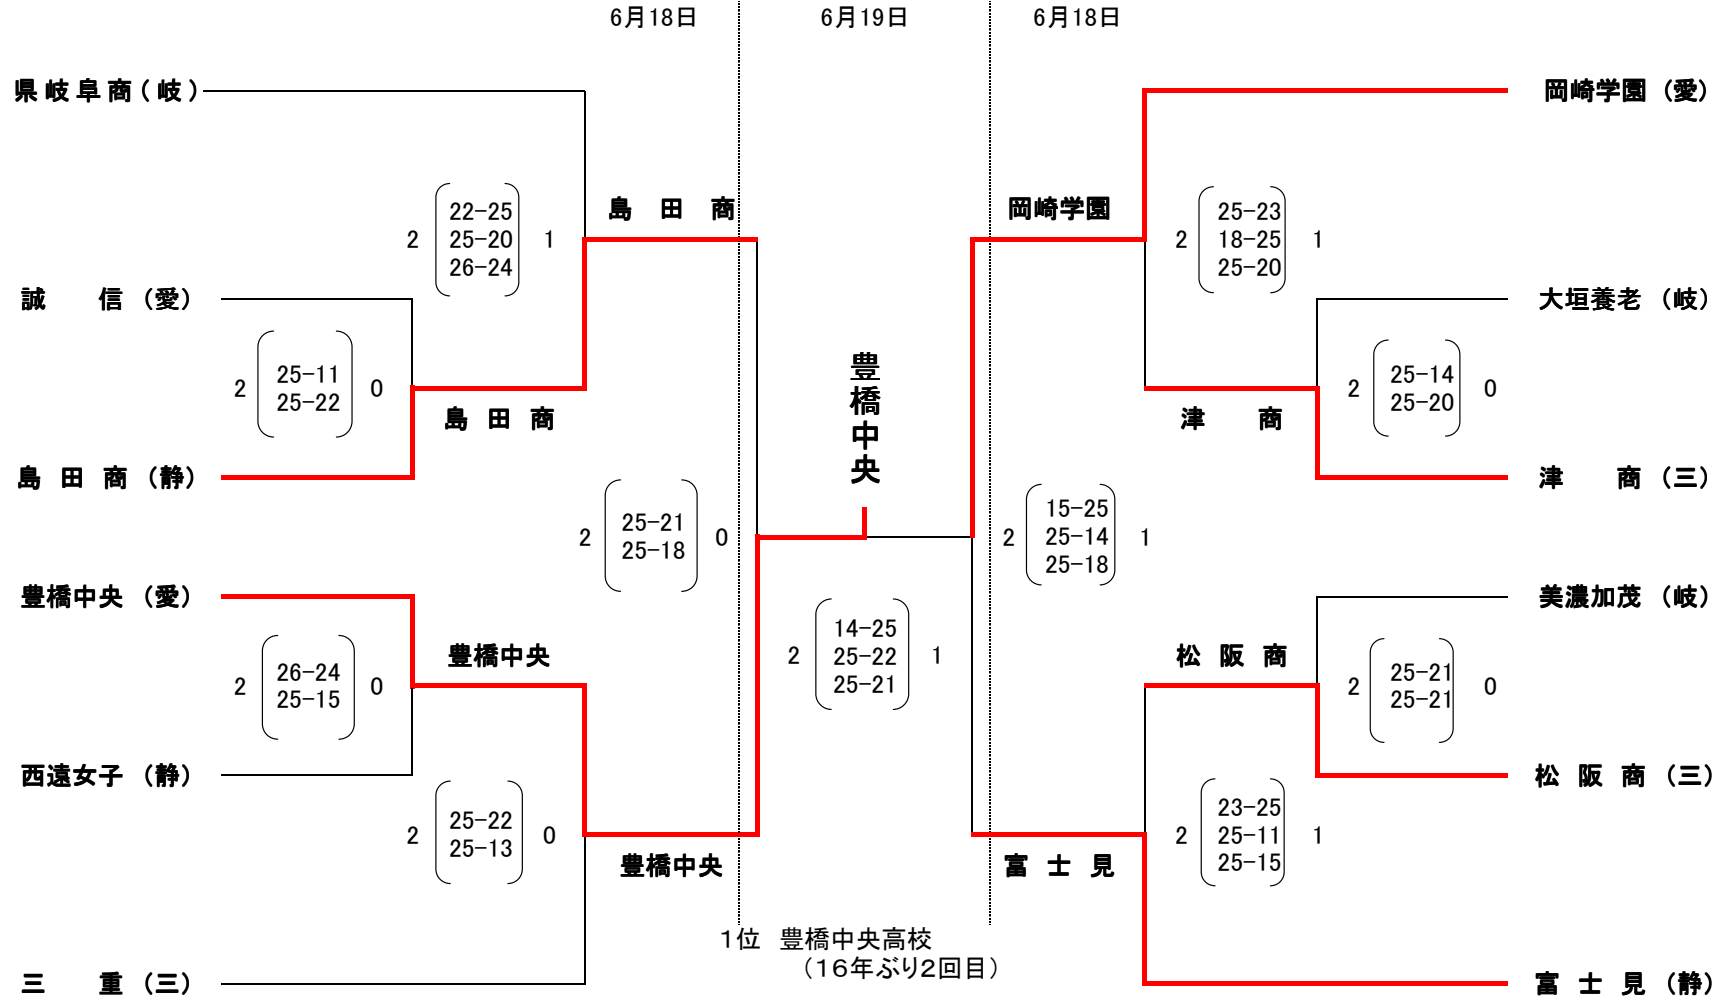 6月18日 6月19日 6月18日
県岐阜商(岐) 岡崎学園 (愛)
島 田 商 岡崎学園
22-25
2 25-20 1
26-24
25-23
2 18-25 1
25-20
誠 信 (愛) 大垣養老 (岐)
2 25-11 0
25-22
豊橋中央
2 25-14 0
25-20
島 田 商 津 商
島 田 商 (静) 津 商 (三)
2 25-21 0
25-18
15-25
2 25-14 1
25-18
豊橋中央 (愛) 美濃加茂 (岐)
豊橋中央 松 阪 商
2 26-24 0
25-15
14-25
2 25-22 1
25-21
2 25-21 0
25-21
西遠女子 (静) 松 阪 商 (三)
2 25-22 0
25-13
23-25
2 25-11 1
25-15
豊橋中央 富 士 見
1位 豊橋中央高校
(16年ぶり2回目)
三 重 (三) 富 士 見 (静)